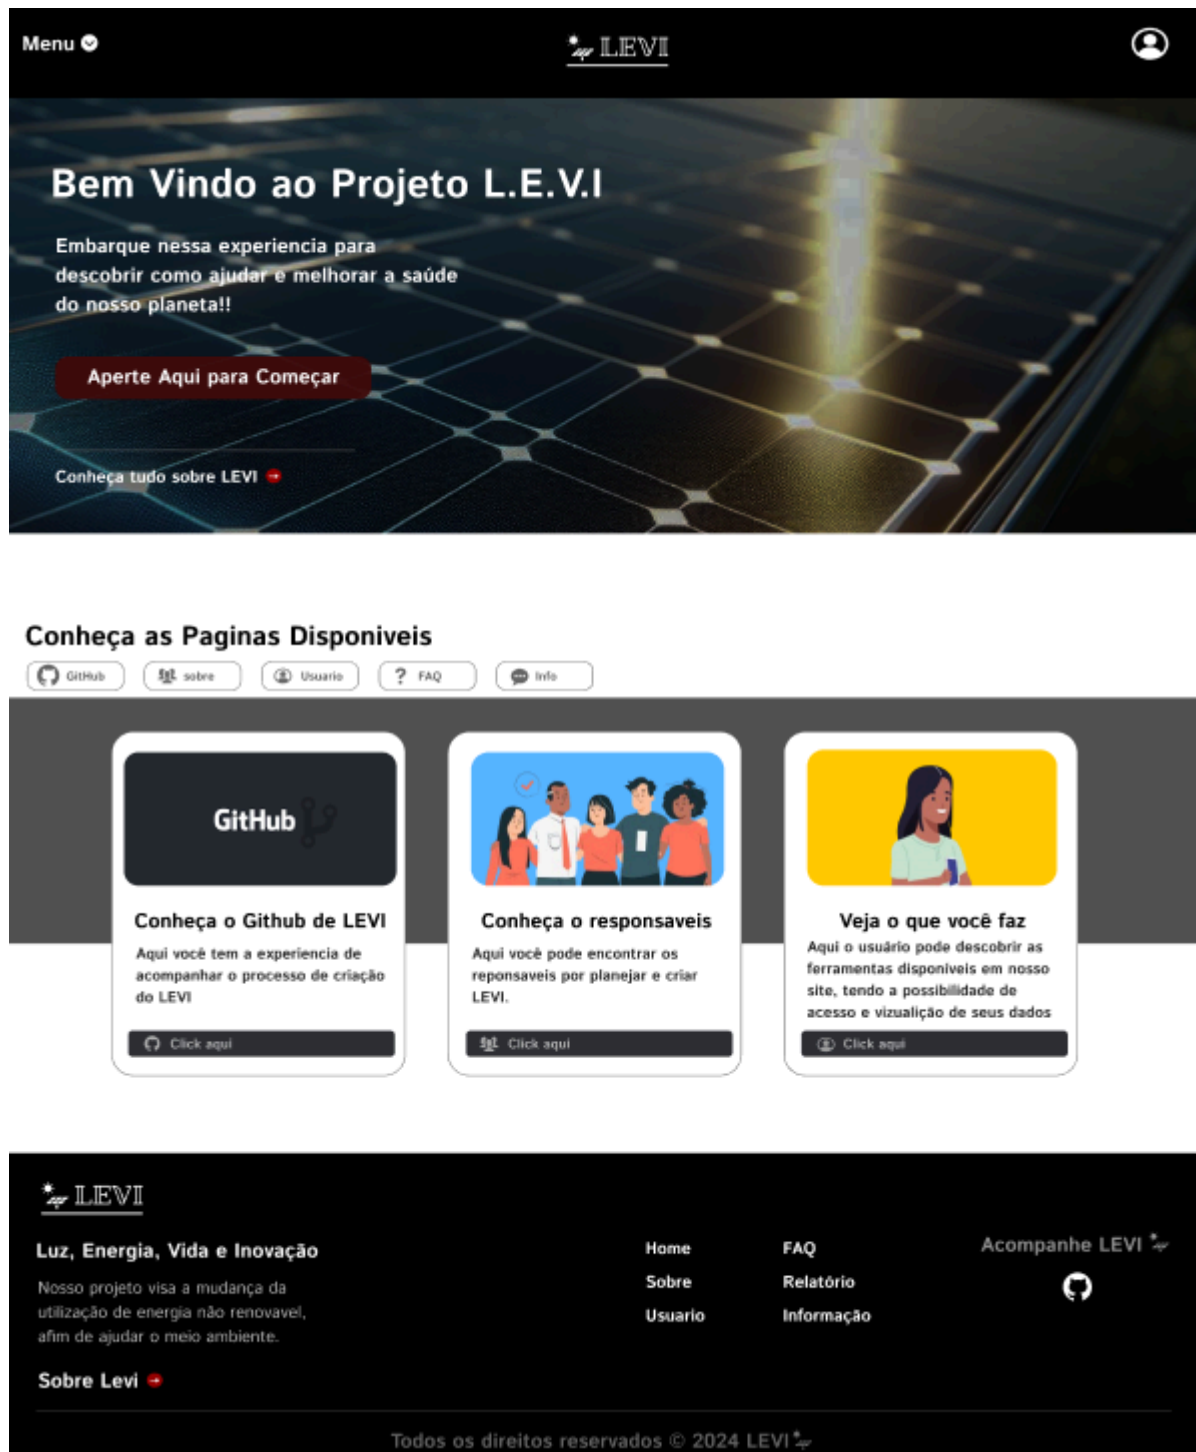 Menu
LEVI
Bem Vindo ao Projeto L.E.V.I
Embarque nessa experiencia para
descobrir como ajudar e melhorar a saúde
do nosso planeta!!
Aperte Aqui para Começar
Conheça tudo sobre LEVI
Conheça as Paginas Disponiveis
GitHub
sobre
Usuario
? FAQ
Info
GitHub
Conheça o Github de LEVI
Aqui você tem a experiencia de
acompanhar o processo de criação
do LEVI
Click aqui
Conheça o responsaveis
Aqui você pode encontrar os
reponsaveis por planejar e criar
LEVI.
Click aqui
Veja o que você faz
Aqui o usuário pode descobrir as
ferramentas disponíveis em nosso
site, tendo a possibilidade de
acesso e vizualição de seus dados
Click aqui
LEVI
Luz, Energia, Vida e Inovação
Nosso projeto visa a mudança da
utilização de energia não renovavel,
afim de ajudar o meio ambiente.
Sobre Levi
Home
Sobre
Usuario
FAQ
Relatório
Informação
Acompanhe LEVI
Todos os direitos reservados © 2024 LEVI